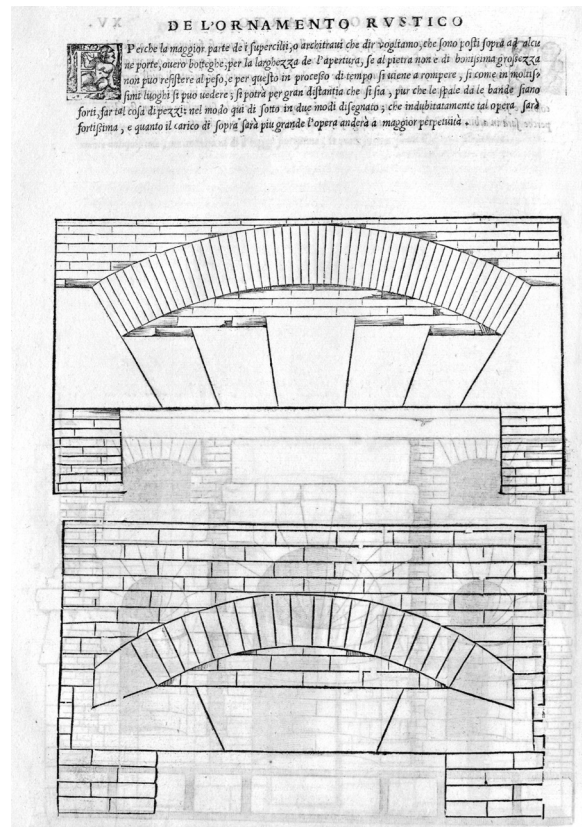 DE L'ORNAMENTO RVSTICO
Perche la maggior parte de i supercilii, o architraui che dir vogliamo, che sono posti sopra ad alcu
ne porte, ouero botteghe, per la larghezza de l'apertura, se al pietra non è di bonissima grossezza
non può resistere al peso, e per questo in processo di tempo si uiene a rompere, si come in moltis=
simi luoghi si può uedere; si potrà per gran distantia che si sia, pur che le spale da le bande siano
forti, far tal cosa di pezzi: nel modo qui di sotto in due modi disegnato; che indubitatamente tal opera sarà
fortissima, e quanto il carico di sopra sarà piu grande l'opera anderà a maggior perpetuità.